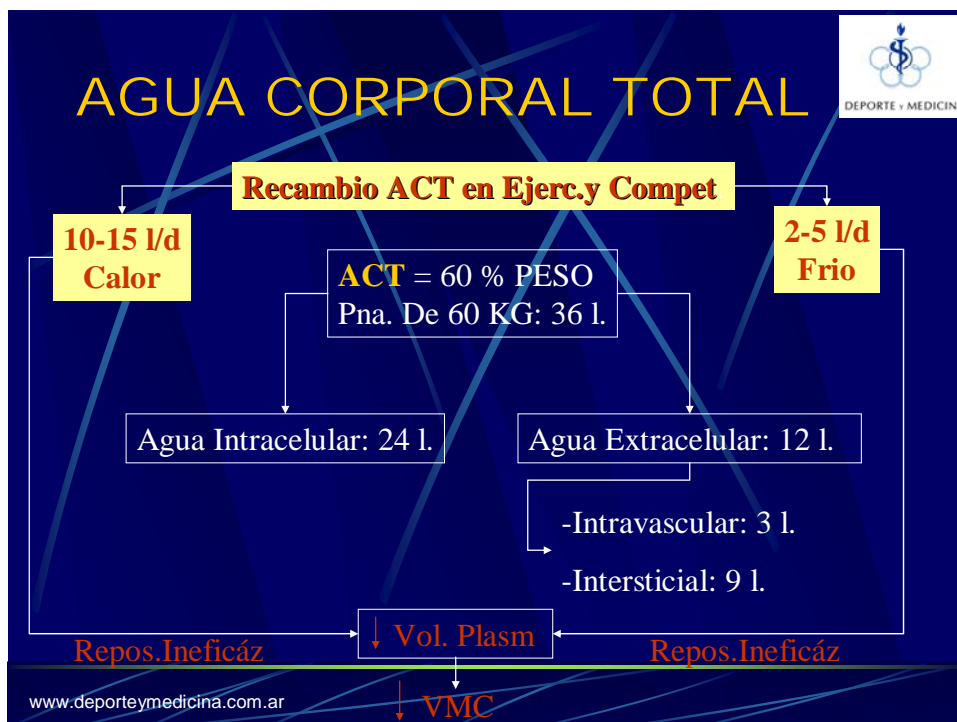 AGUA CORPORAL TOTAL
DEPORTE Y MEDICIN
Recambio ACT en Ejerc.y Compet
10-15 l/d
Calor
2-5 l/d
Frio
ACT = 60 % PESO
Pna. De 60 KG: 36 l.
Agua Intracelular: 24 l.
Agua Extracelular: 12 l.
-Intravascular: 3 l.
-Intersticial: 9 l.
↓ Vol. Plasm
Repos.Ineficáz
Repos.Ineficáz
www.deporteymedicina.com.ar
↓ VMC